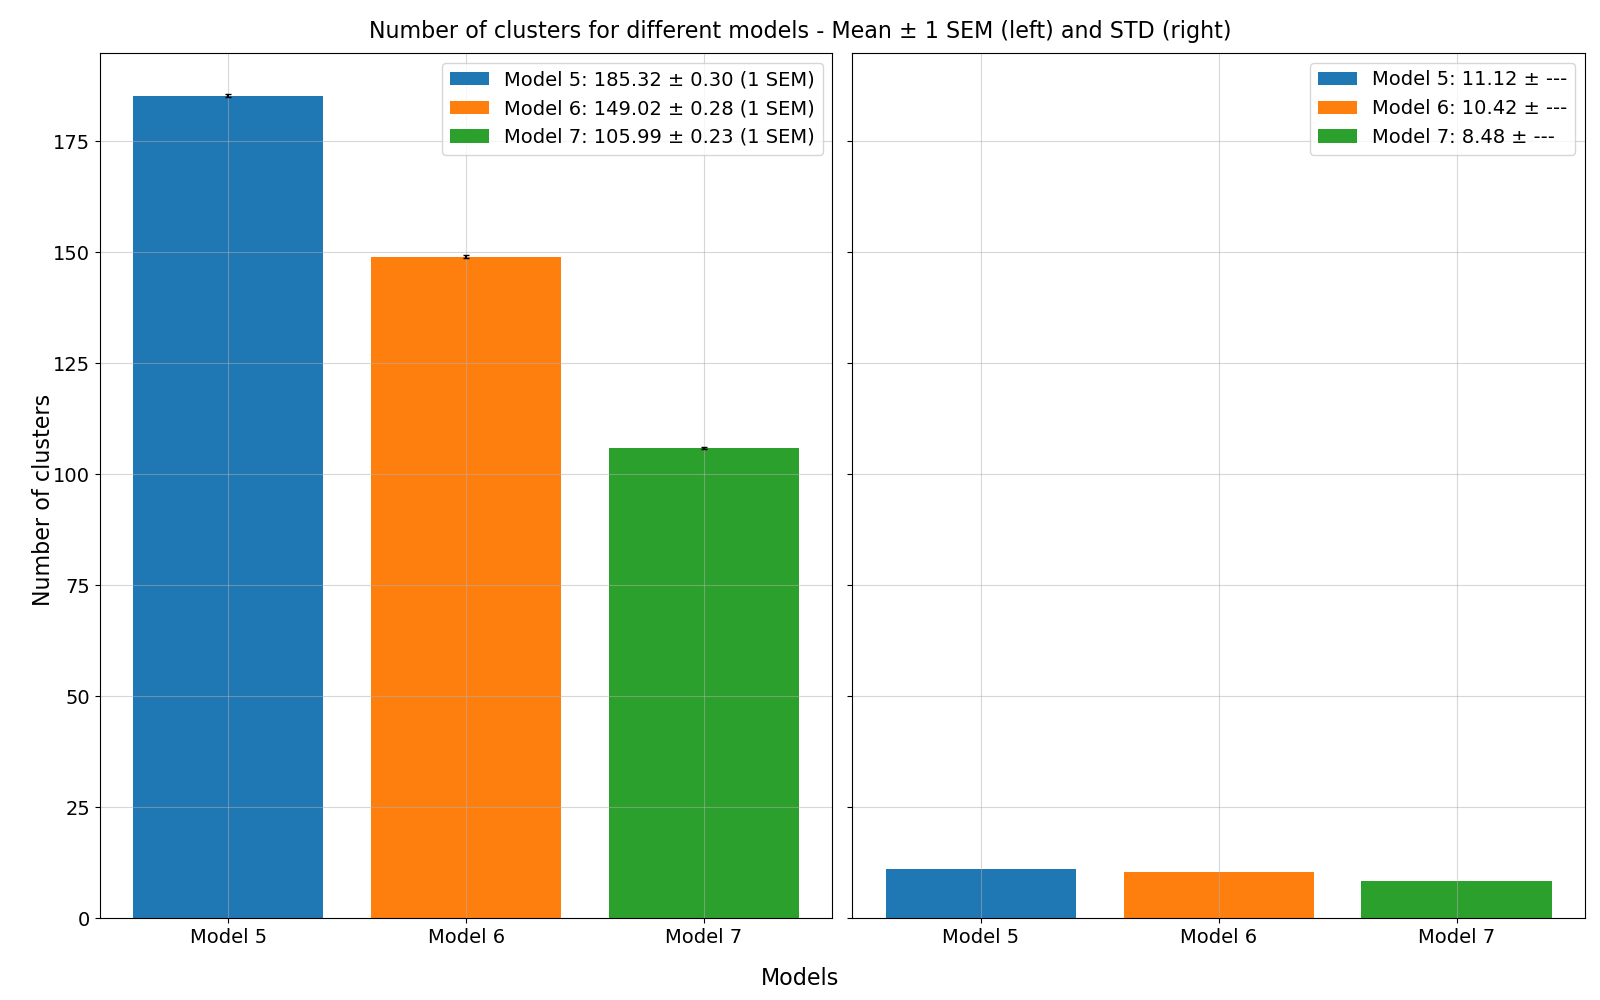 Number of clusters for different models - Mean ± 1 SEM (left) and STD (right)
Number of clusters
175
150
125
100
75
50
25
0
Model 5: 185.32 ± 0.30 (1 SEM)
Model 6: 149.02 ± 0.28 (1 SEM)
Model 7: 105.99 ± 0.23 (1 SEM)
Model 5 Model 6 Model 7
Model 5: 11.12 ± ---
Model 6: 10.42 ± ---
Model 7: 8.48 ± ---
Model 5 Model 6 Model 7
Models